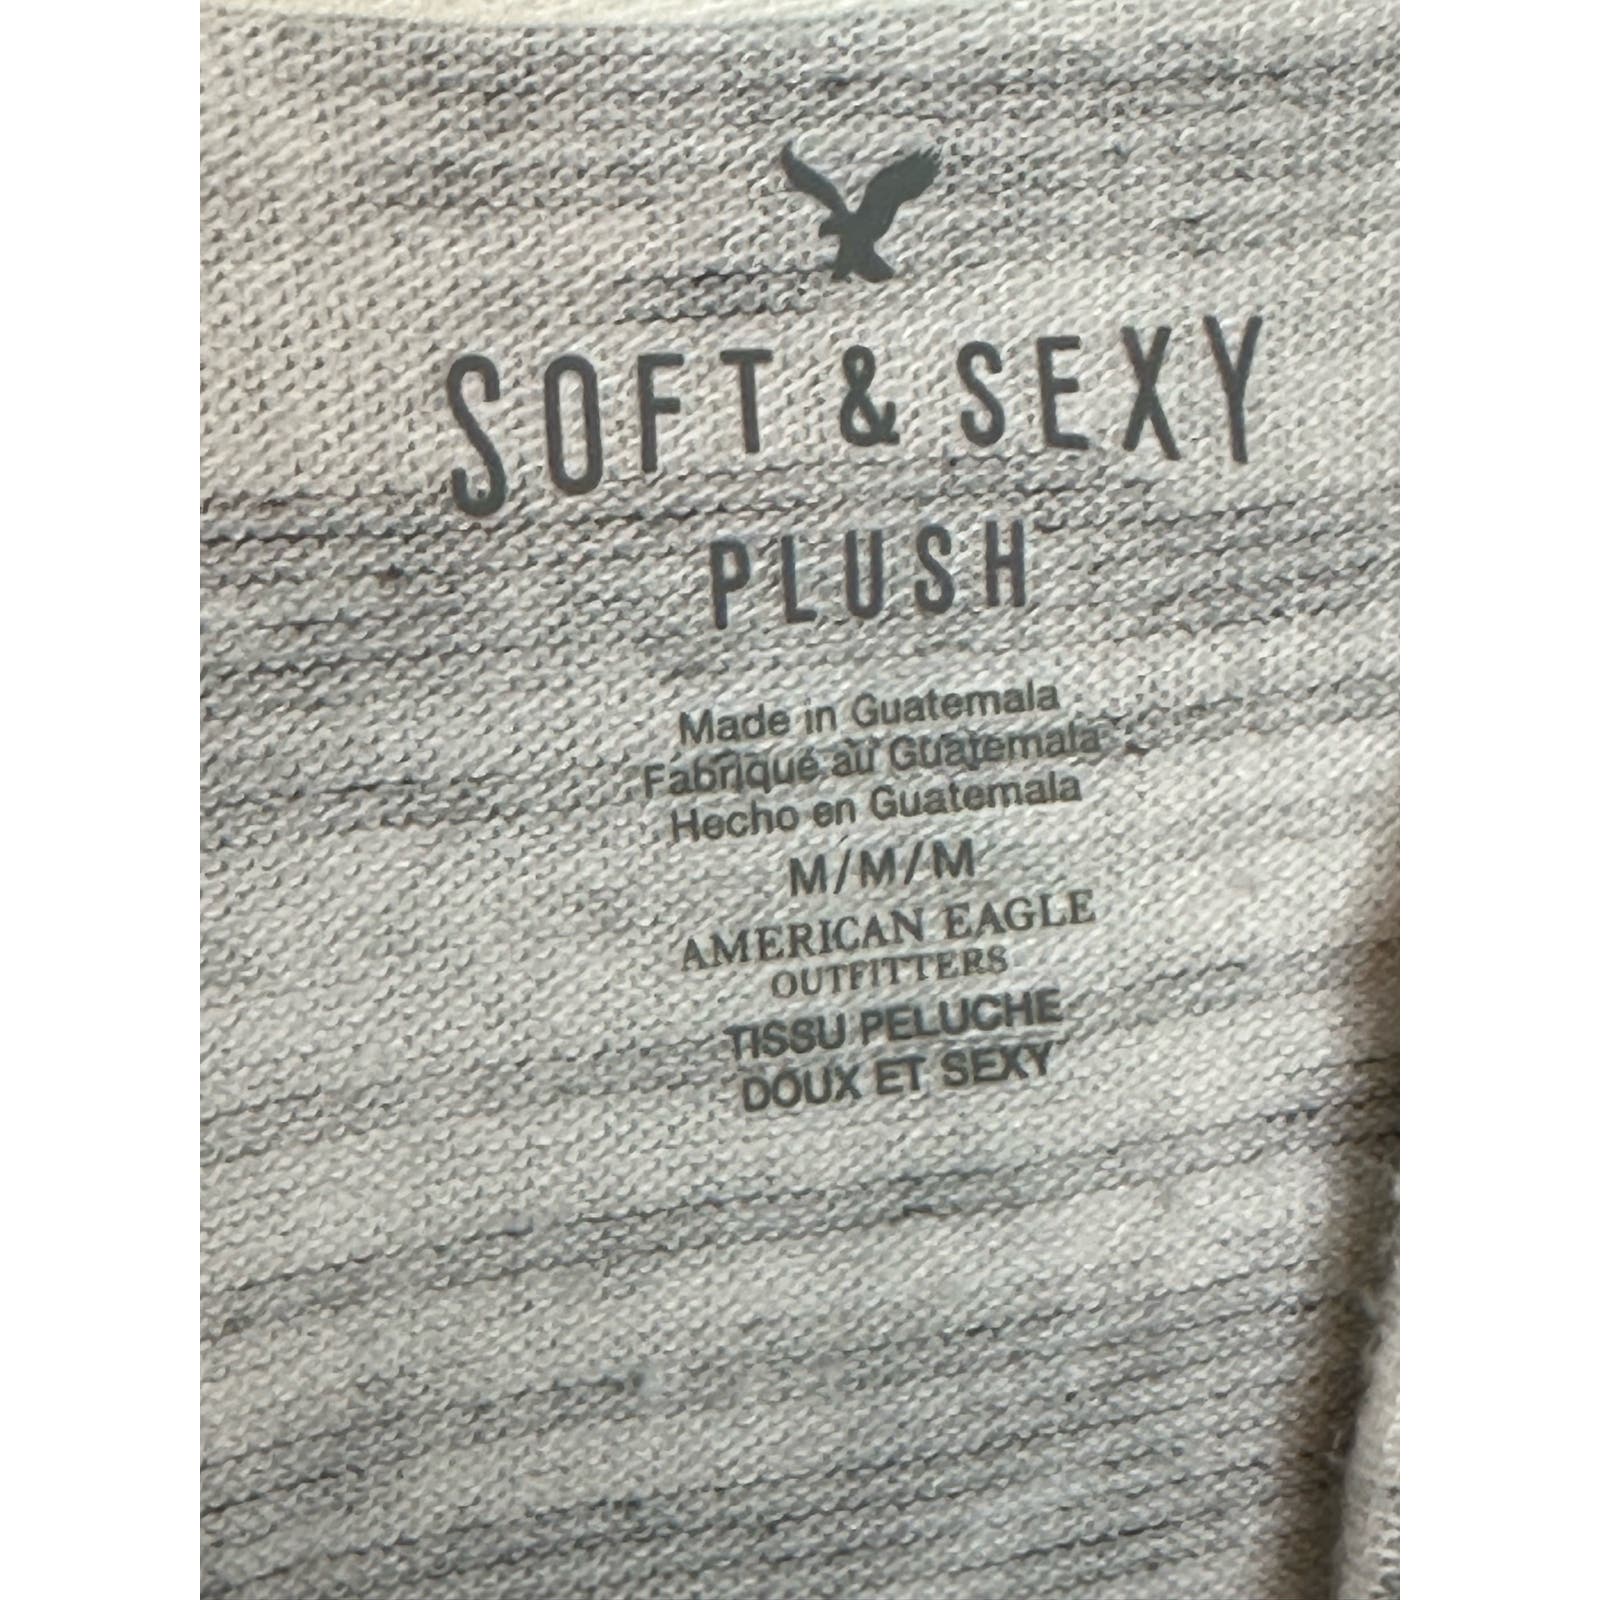 SOFT & SEXY
PLUSH
Made in Guatemala
Fabriqué au Guatemala
Hecho en Guatemala
M/M/M
AMERICAN EAGLE
OUTFITTERS
TISSU PELUCHE
DOUX ET SEXY